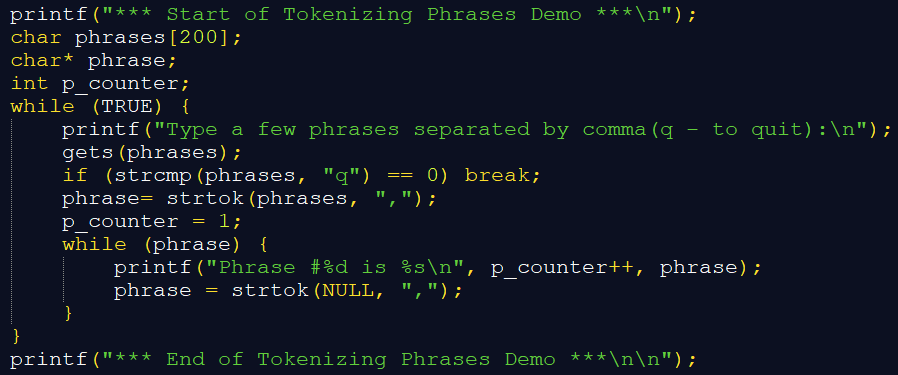 printf("*** Start of Tokenizing Phrases Demo ***\n");
char phrases[200];
char* phrase;
int p_counter;
while (TRUE) {
printf("Type a few phrases separated by comma(q - to quit):\n");
gets(phrases);
if (strcmp(phrases, "q") == 0) break;
phrase= strtok(phrases, ",");
p_counter = 1;
while (phrase) {
printf("Phrase #%d is %s\n", p_counter++, phrase);
phrase = strtok(NULL, ",");
}
}
printf("*** End of Tokenizing Phrases Demo ***\n\n");